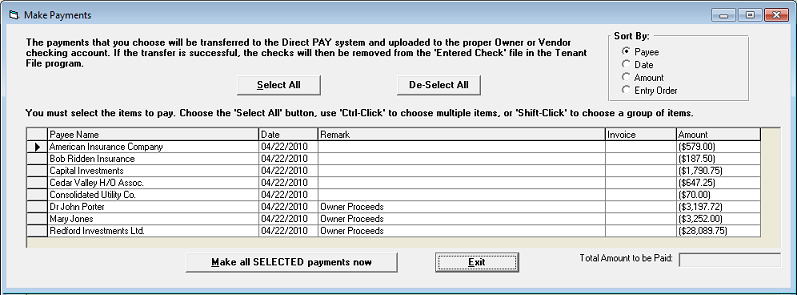 Make Payments
The payments that you choose will be transferred to the Direct PAY system and uploaded to the proper Owner or Vendor
checking account. If the transfer is successful, the checks will then be removed from the 'Entered Check' file in the Tenant
File program.
Sort By:
Payee
Date
Amount
Entry Order
Select All De-Select All
You must select the items to pay. Choose the 'Select All' button, use 'Ctrl-Click' to choose multiple items, or 'Shift-Click' to choose a group of items.
Payee Name Date Remark Invoice Amount
American Insurance Company 04/22/2010 ($579.00)
Bob Ridden Insurance 04/22/2010 ($187.50)
Capital Investments 04/22/2010 ($1,790.75)
Cedar Valley H/O Assoc. 04/22/2010 ($647.25)
Consolidated Utility Co. 04/22/2010 ($70.00)
Dr John Porter 04/22/2010 Owner Proceeds ($3,197.72)
Mary Jones 04/22/2010 Owner Proceeds ($3,252.00)
Redford Investments Ltd. 04/22/2010 Owner Proceeds ($28,089.75)
Make all SELECTED payments now Exit Total Amount to be Paid: